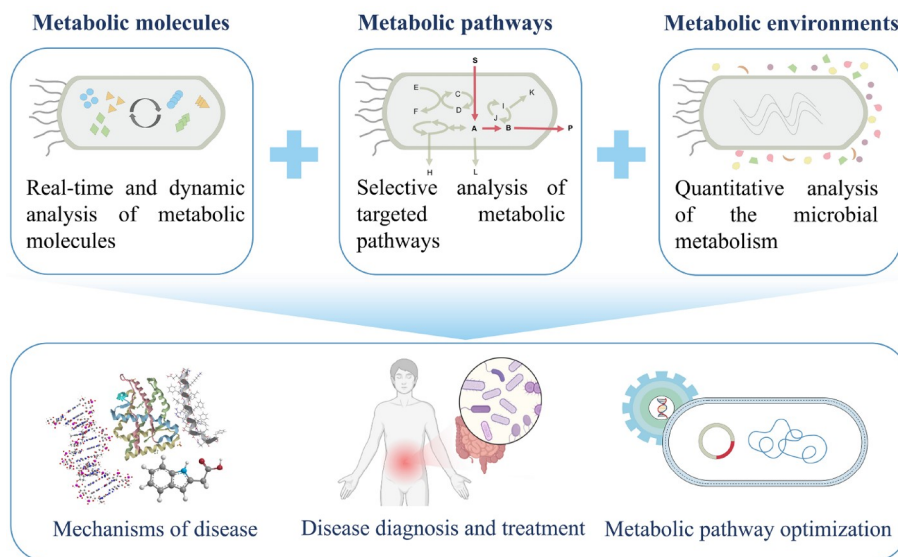 Metabolic molecules
Metabolic pathways
Metabolic environments
S
E
C
I
K
F
D
J
A
B
P
H
L
Real-time and dynamic
analysis of metabolic
molecules
Selective analysis of
targeted metabolic
pathways
Quantitative analysis
of the microbial
metabolism
Mechanisms of disease
Disease diagnosis and treatment
Metabolic pathway optimization